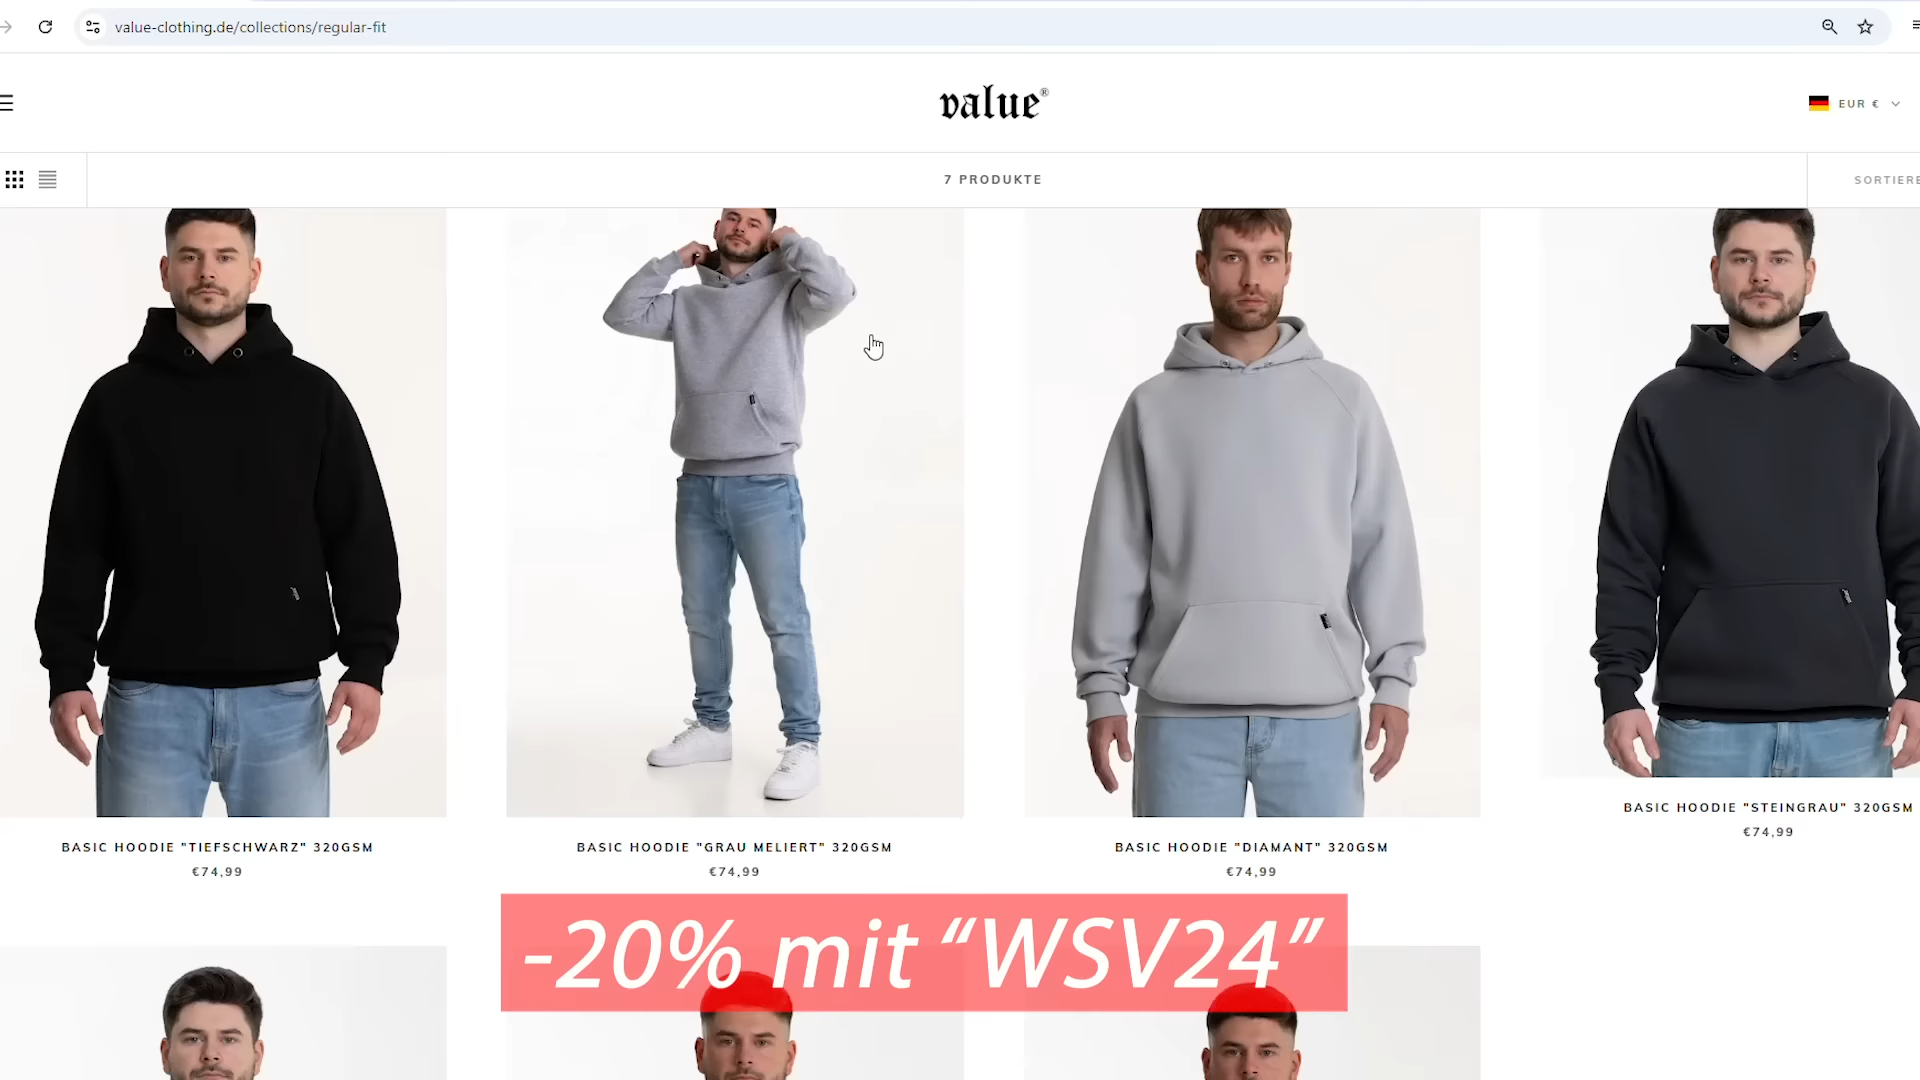 value-clothing.de/collections/regular-fit
value®
EUR €
7 PRODUKTE
SORTIERE
BASIC HOODIE "TIEFSCHWARZ" 320GSM
€74,99
BASIC HOODIE "GRAU MELIERT" 320GSM
€74,99
BASIC HOODIE "DIAMANT" 320GSM
€74,99
BASIC HOODIE "STEINGRAU" 320GSM
€74,99
-20% mit “WSV24”